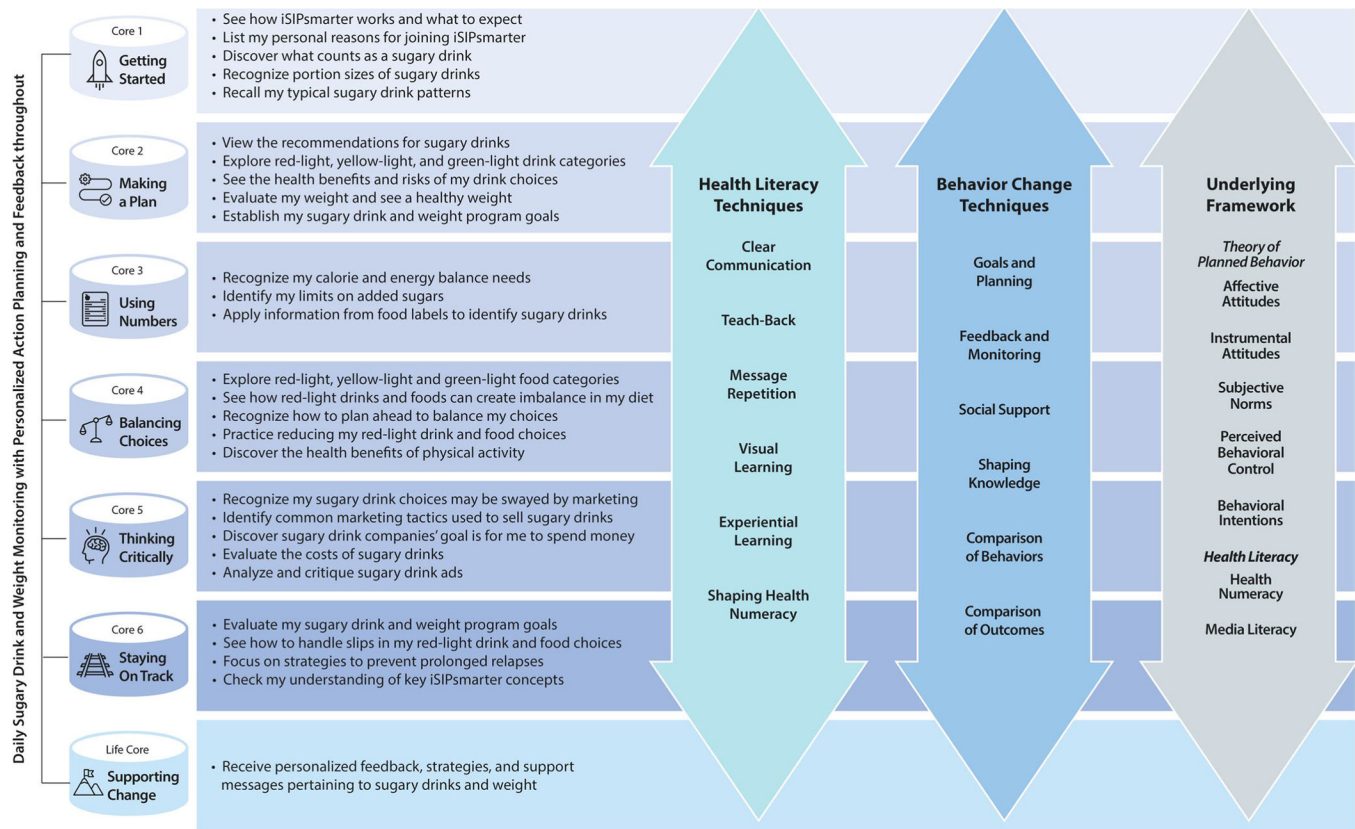 Daily Sugary Drink and Weight Monitoring with Personalized Action Planning and Feedback throughout
Core 1
Getting
Started
• See how iSIPsmarter works and what to expect
• List my personal reasons for joining iSIPsmarter
• Discover what counts as a sugary drink
• Recognize portion sizes of sugary drinks
• Recall my typical sugary drink patterns
Core 2
Making
a Plan
• View the recommendations for sugary drinks
• Explore red-light, yellow-light, and green-light drink categories
• See the health benefits and risks of my drink choices
• Evaluate my weight and see a healthy weight
• Establish my sugary drink and weight program goals
Core 3
Using
Numbers
• Recognize my calorie and energy balance needs
• Identify my limits on added sugars
• Apply information from food labels to identify sugary drinks
Core 4
Balancing
Choices
• Explore red-light, yellow-light and green-light food categories
• See how red-light drinks and foods can create imbalance in my diet
• Recognize how to plan ahead to balance my choices
• Practice reducing my red-light drink and food choices
• Discover the health benefits of physical activity
Core 5
Thinking
Critically
• Recognize my sugary drink choices may be swayed by marketing
• Identify common marketing tactics used to sell sugary drinks
• Discover sugary drink companies' goal is for me to spend money
• Evaluate the costs of sugary drinks
• Analyze and critique sugary drink ads
Core 6
Staying
On Track
• Evaluate my sugary drink and weight program goals
• See how to handle slips in my red-light drink and food choices
• Focus on strategies to prevent prolonged relapses
• Check my understanding of key iSIPsmarter concepts
Life Core
Supporting
Change
• Receive personalized feedback, strategies, and support
messages pertaining to sugary drinks and weight
Health Literacy
Techniques
Clear
Communication
Teach-Back
Message
Repetition
Visual
Learning
Experiential
Learning
Shaping Health
Numeracy
Behavior Change
Techniques
Goals and
Planning
Feedback and
Monitoring
Social Support
Shaping
Knowledge
Comparison
of Behaviors
Comparison
of Outcomes
Underlying
Framework
Theory of
Planned Behavior
Affective
Attitudes
Instrumental
Attitudes
Subjective
Norms
Perceived
Behavioral
Control
Behavioral
Intentions
Health Literacy
Health
Numeracy
Media Literacy